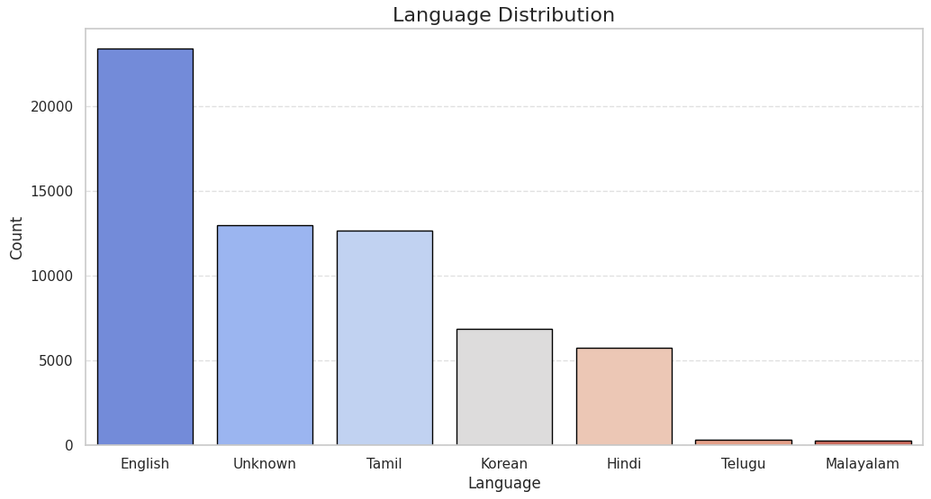 Language Distribution
20000
15000
10000
5000
0
Count
English Unknown Tamil Korean Hindi Telugu Malayalam
Language